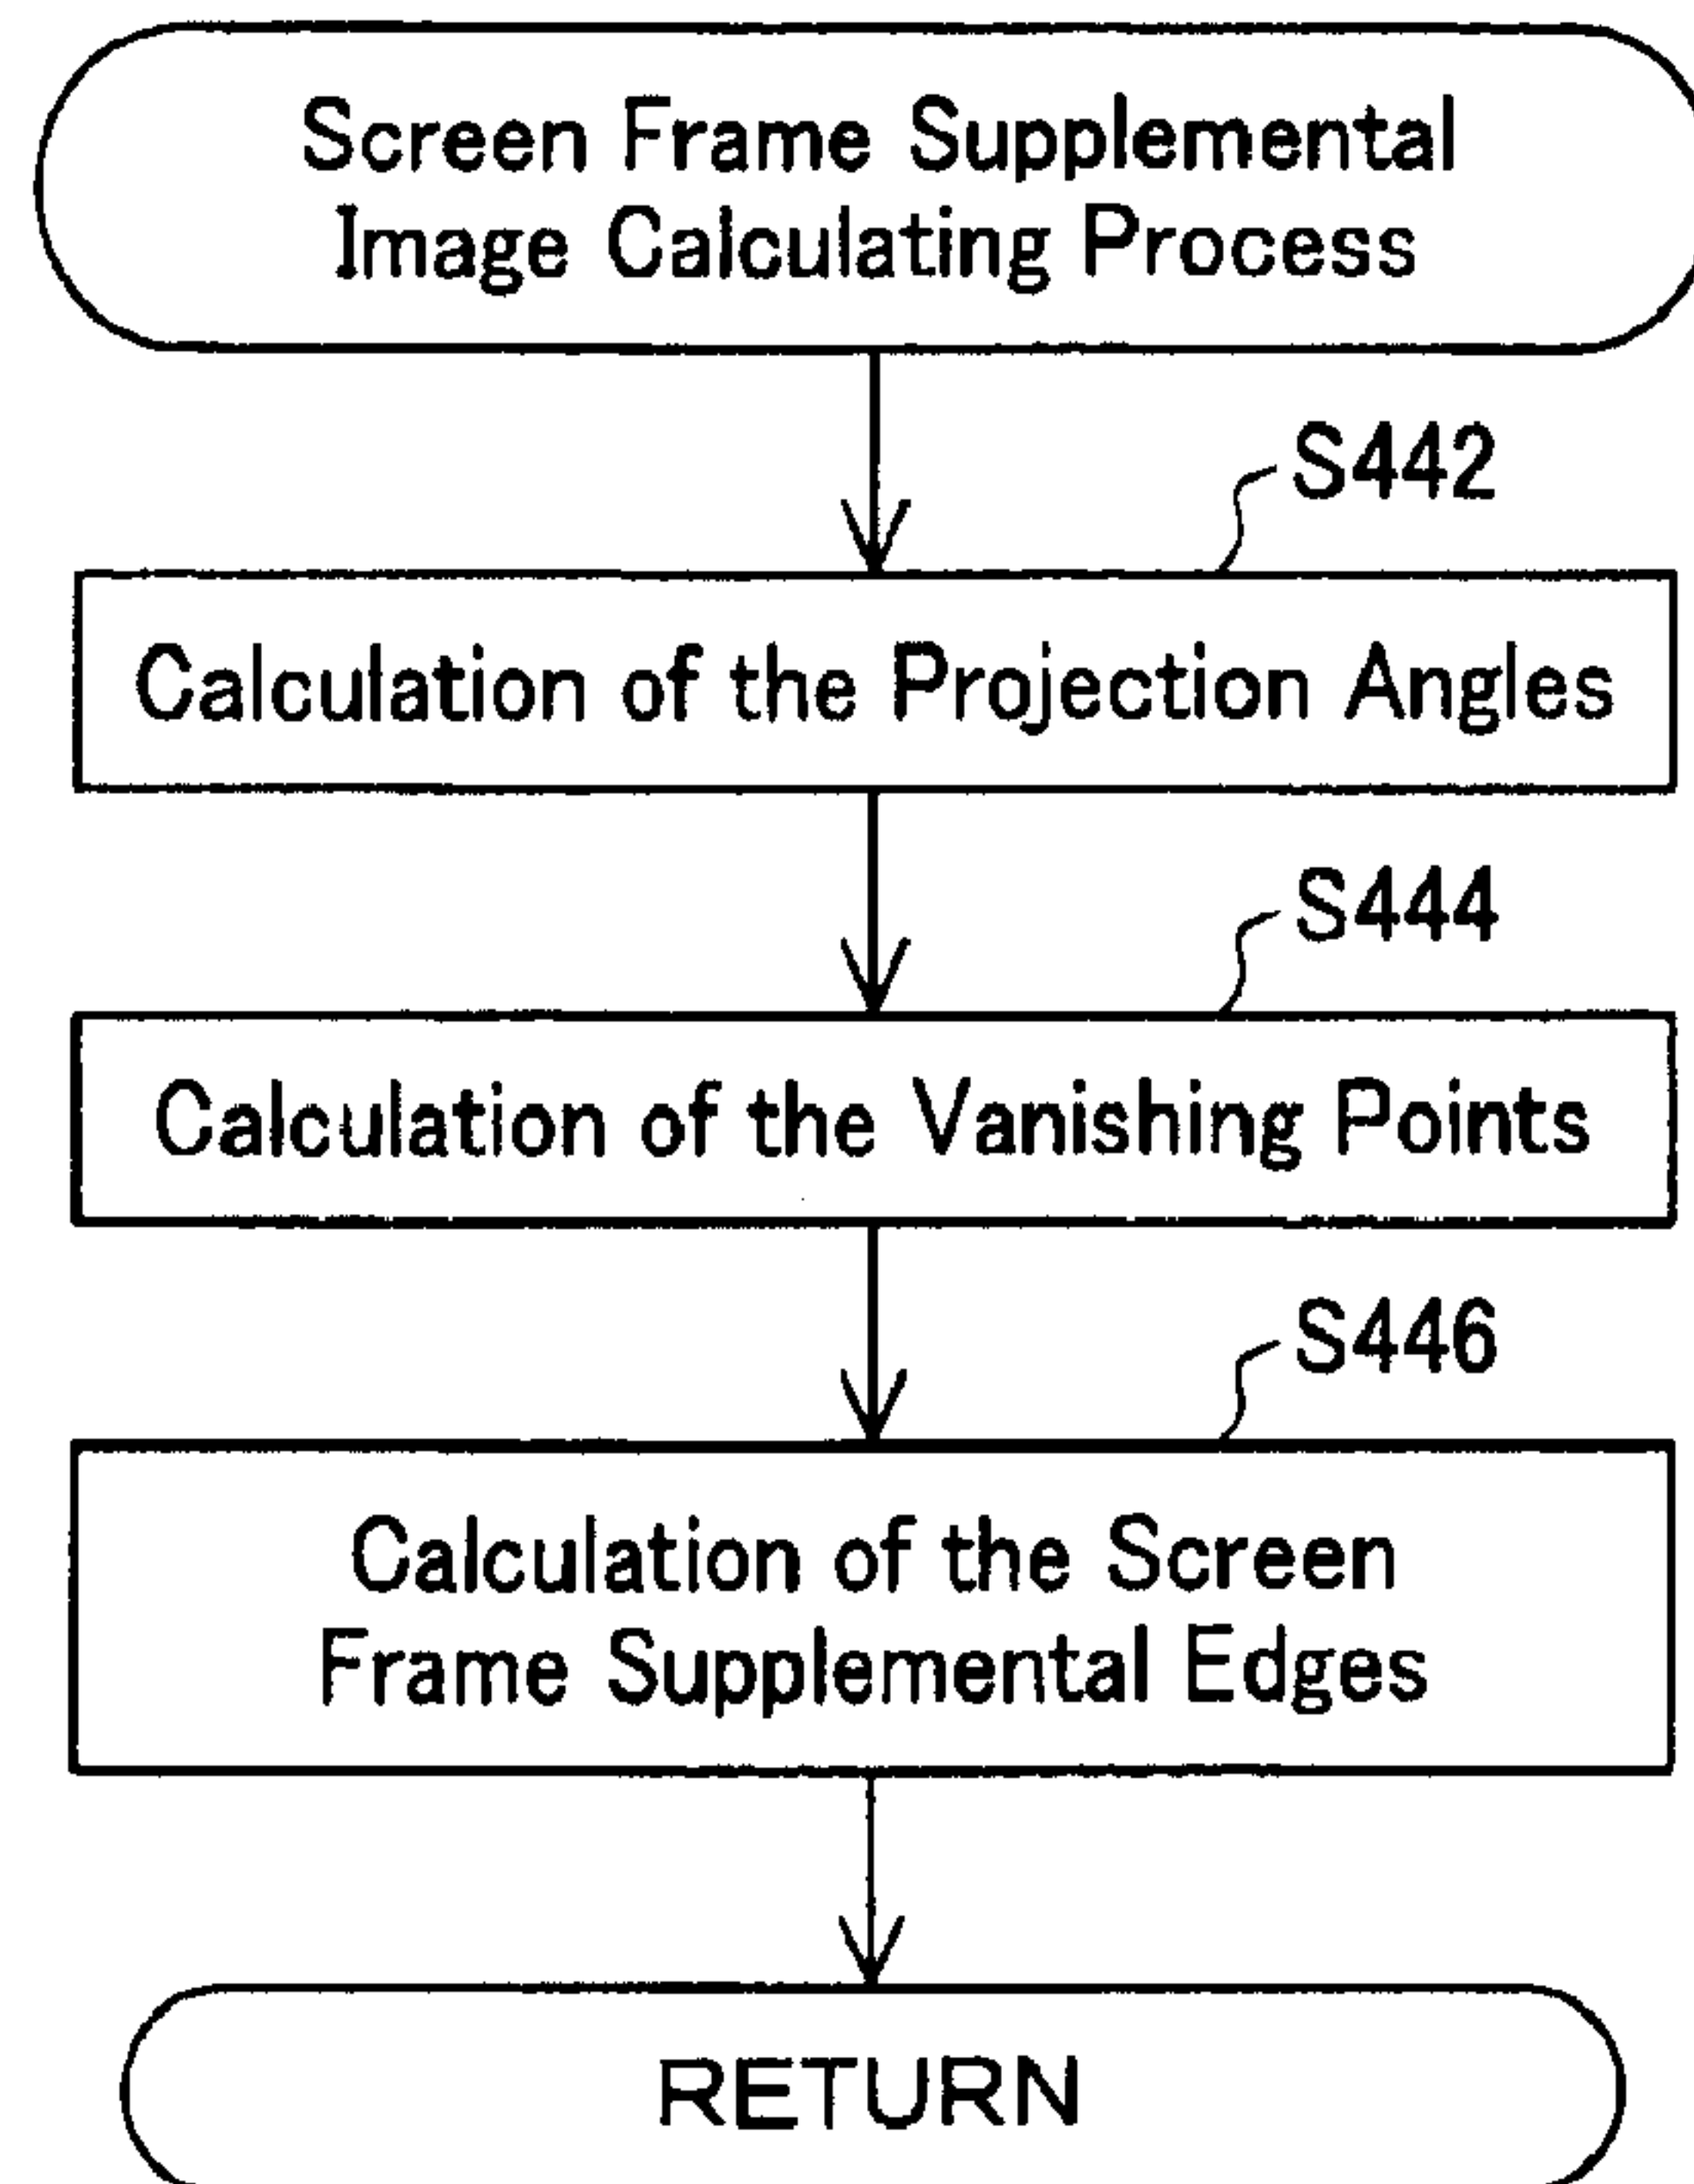 Screen Frame Supplemental
Image Calculating Process
S442
Calculation of the Projection Angles
S444
Calculation of the Vanishing Points
S446
Calculation of the Screen
Frame Supplemental Edges
RETURN